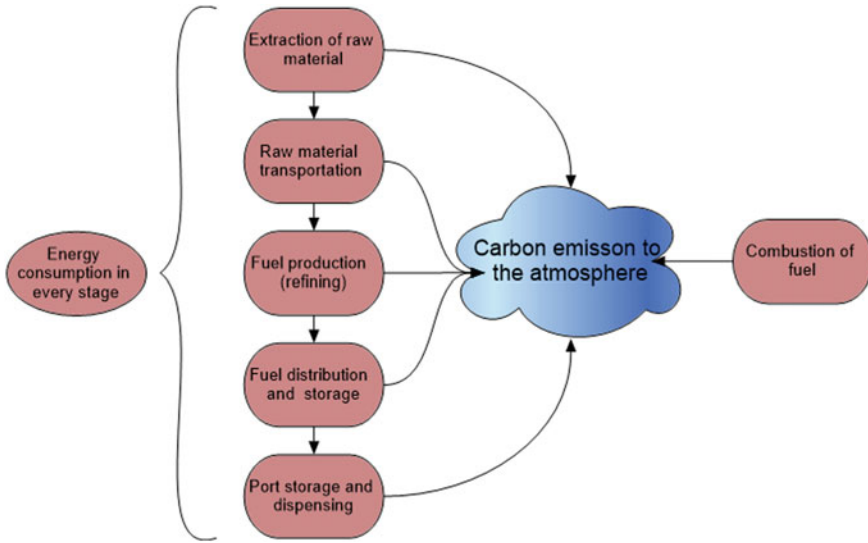 Extraction of raw
material
Raw material
transportation
Energy
consumption in
every stage
Fuel production
(refining)
Carbon emisson to
the atmosphere
Combustion of
fuel
Fuel distribution
and storage
Port storage and
dispensing